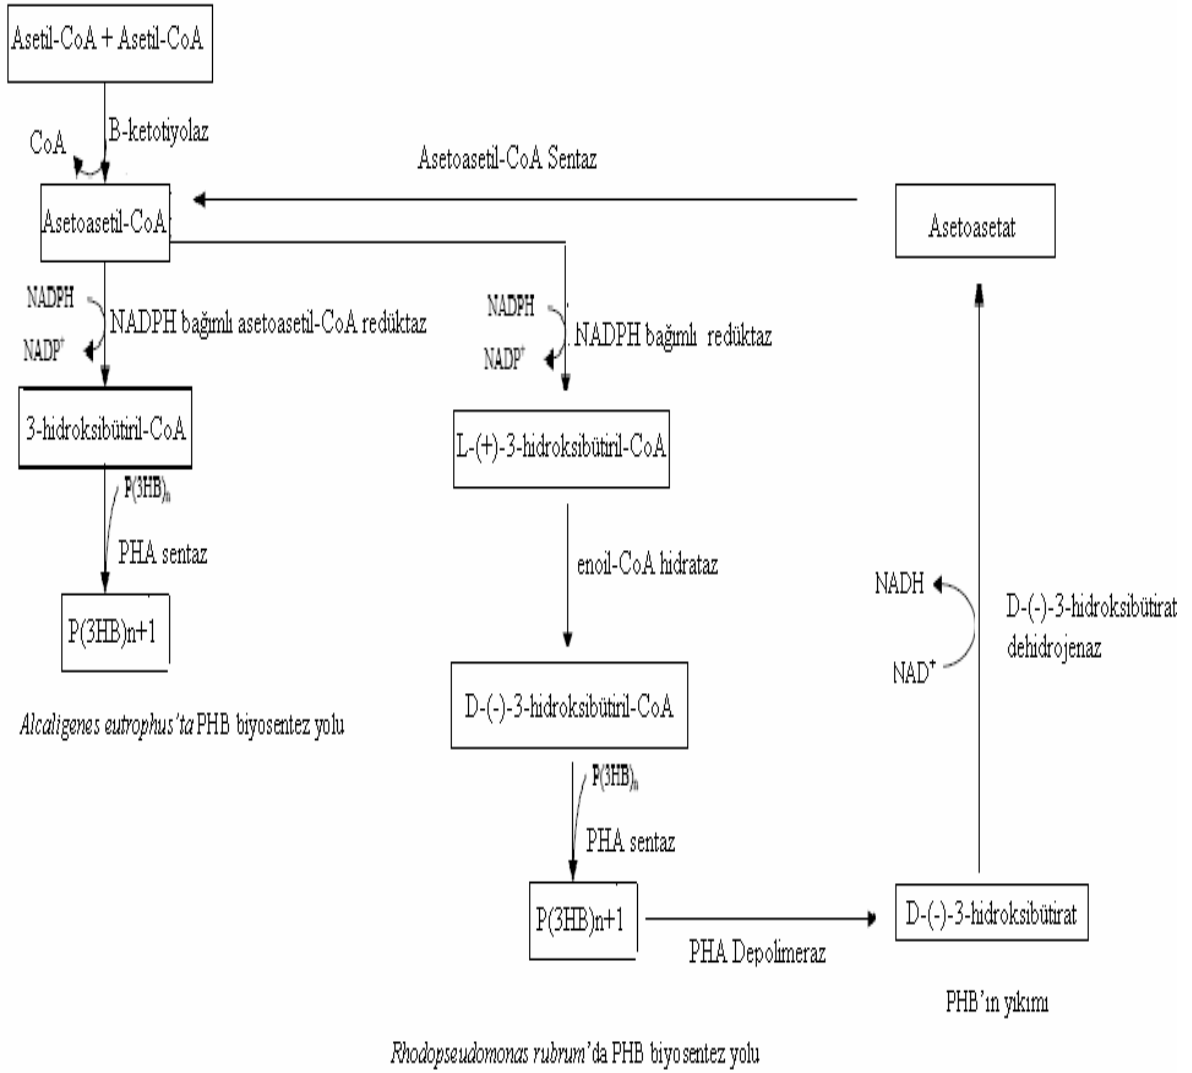 Asetil-CoA + Asetil-CoA
CoA
B-ketotiyolaz
Asetoasetil-CoA Sentaz
Asetoasetil-CoA
Asetoasetat
NADPH
NADPH bağımlı asetoasetil-CoA redüktaz
NADP⁺
NADPH
NADPH bağımlı redüktaz
NADP⁺
3-hidroksibütiril-CoA
L-(+)-3-hidroksibütiril-CoA
P(3HB)ₙ
PHA sentaz
enoil-CoA hidrataz
NADH
D-(-)-3-hidroksibütirat
dehidrojenaz
NAD⁺
P(3HB)n+1
Alcaligenes eutrophus'ta PHB biyosentez yolu
D-(-)-3-hidroksibütiril-CoA
P(3HB)ₙ
PHA sentaz
P(3HB)n+1
PHA Depolimeraz
D-(-)-3-hidroksibütirat
PHB'ın yıkımı
Rhodopseudomonas rubrum'da PHB biyosentez yolu